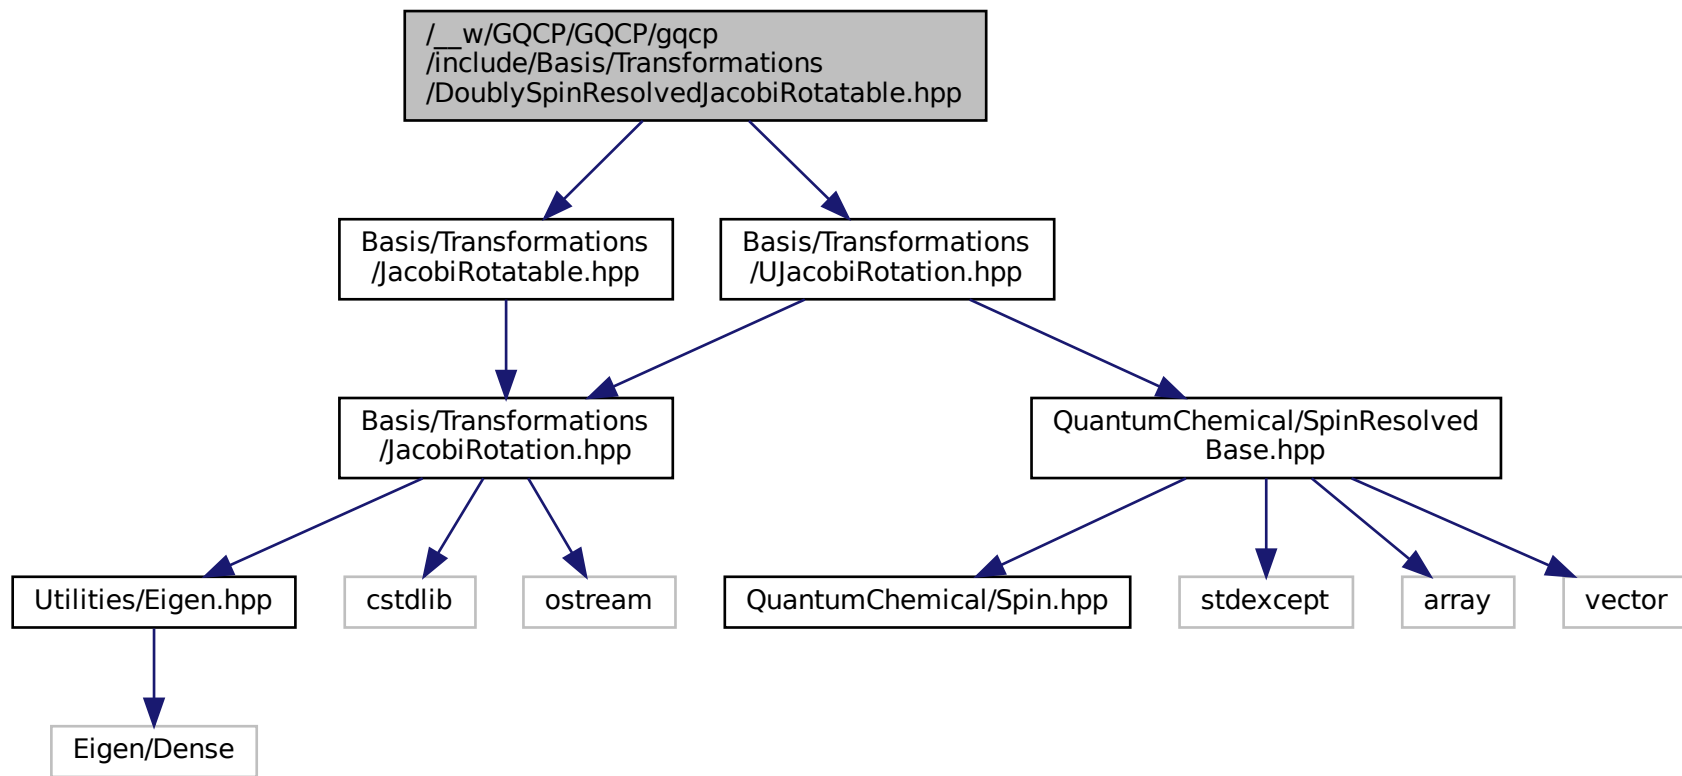 /__w/GQCP/GQCP/gqcp
/include/Basis/Transformations
/DoublySpinResolvedJacobiRotatable.hpp
Basis/Transformations
/JacobiRotatable.hpp
Basis/Transformations
/UJacobiRotation.hpp
Basis/Transformations
/JacobiRotation.hpp
QuantumChemical/SpinResolved
Base.hpp
Utilities/Eigen.hpp
cstdlib
ostream
QuantumChemical/Spin.hpp
stdexcept
array
vector
Eigen/Dense